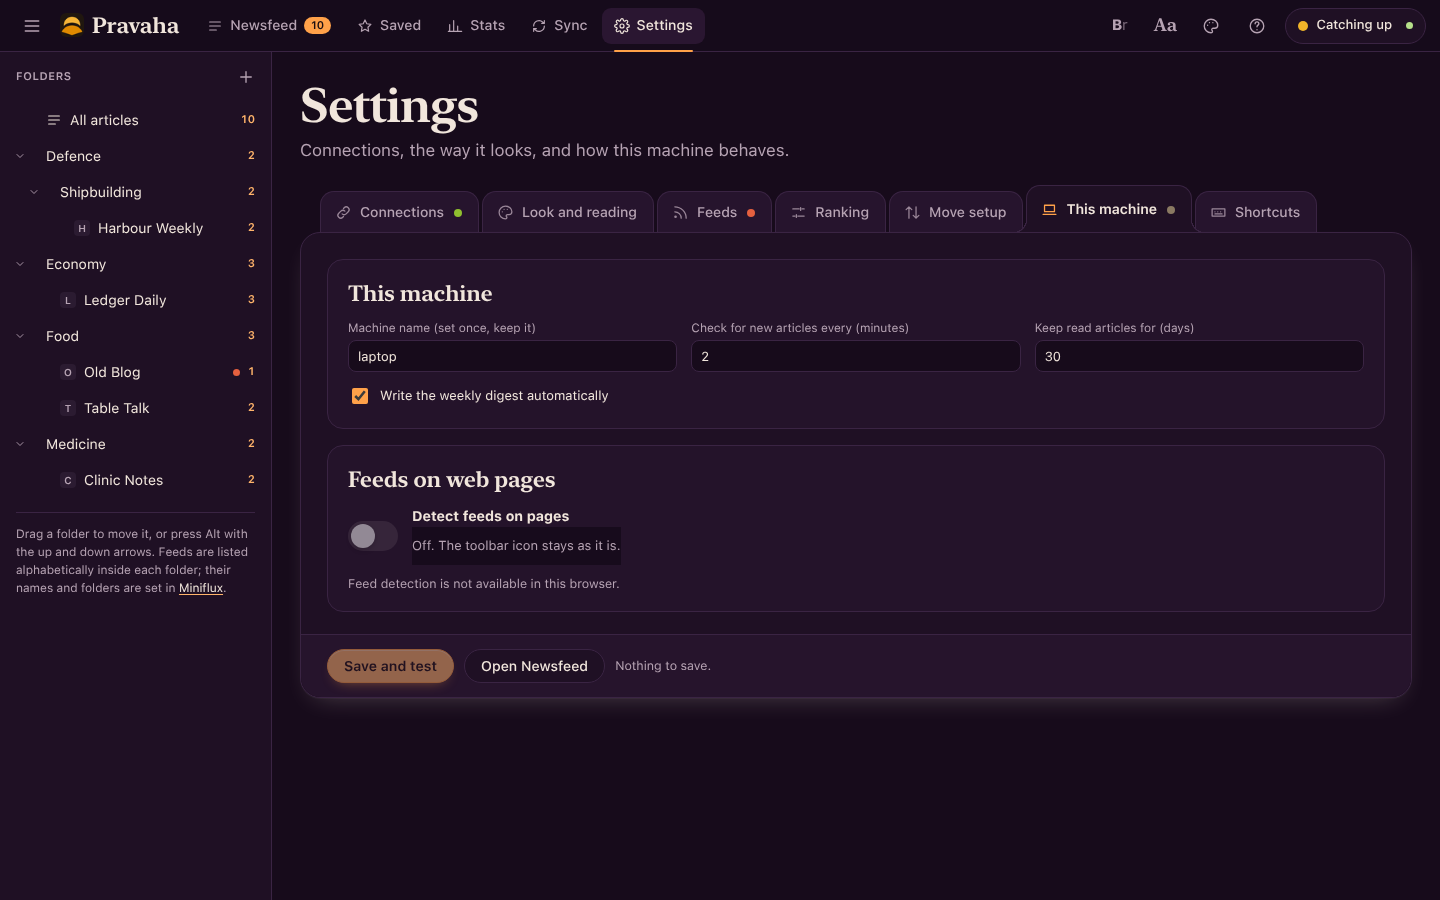 Pravaha
Newsfeed 10
Saved
Stats
Sync
Settings
Br
Aa
Catching up
FOLDERS
All articles 10
Defence 2
Shipbuilding 2
H Harbour Weekly 2
Economy 3
L Ledger Daily 3
Food 3
O Old Blog 1
T Table Talk 2
Medicine 2
C Clinic Notes 2
Drag a folder to move it, or press Alt with
the up and down arrows. Feeds are listed
alphabetically inside each folder; their
names and folders are set in Miniflux.
Settings
Connections, the way it looks, and how this machine behaves.
Connections
Look and reading
Feeds
Ranking
Move setup
This machine
Shortcuts
This machine
Machine name (set once, keep it)
laptop
Check for new articles every (minutes)
2
Keep read articles for (days)
30
Write the weekly digest automatically
Feeds on web pages
Detect feeds on pages
Off. The toolbar icon stays as it is.
Feed detection is not available in this browser.
Save and test
Open Newsfeed
Nothing to save.